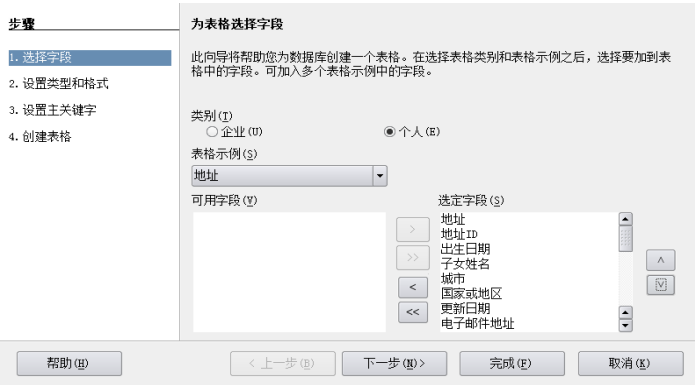 步骤
1. 选择字段
2. 设置类型和格式
3. 设置主关键字
4. 创建表格
为表格选择字段
此向导将帮助您为数据库创建一个表格。在选择表格类别和表格示例之后，选择要加到表
格中的字段。可加入多个表格示例中的字段。
类别(T)
企业(U)
个人(E)
表格示例(S)
地址
可用字段(V)
选定字段(S)
>
>>
<
<<
地址
地址ID
出生日期
子女姓名
城市
国家或地区
更新日期
电子邮件地址
^
v
帮助(H)
< 上一步(B)
下一步(N)>
完成(F)
取消(K)